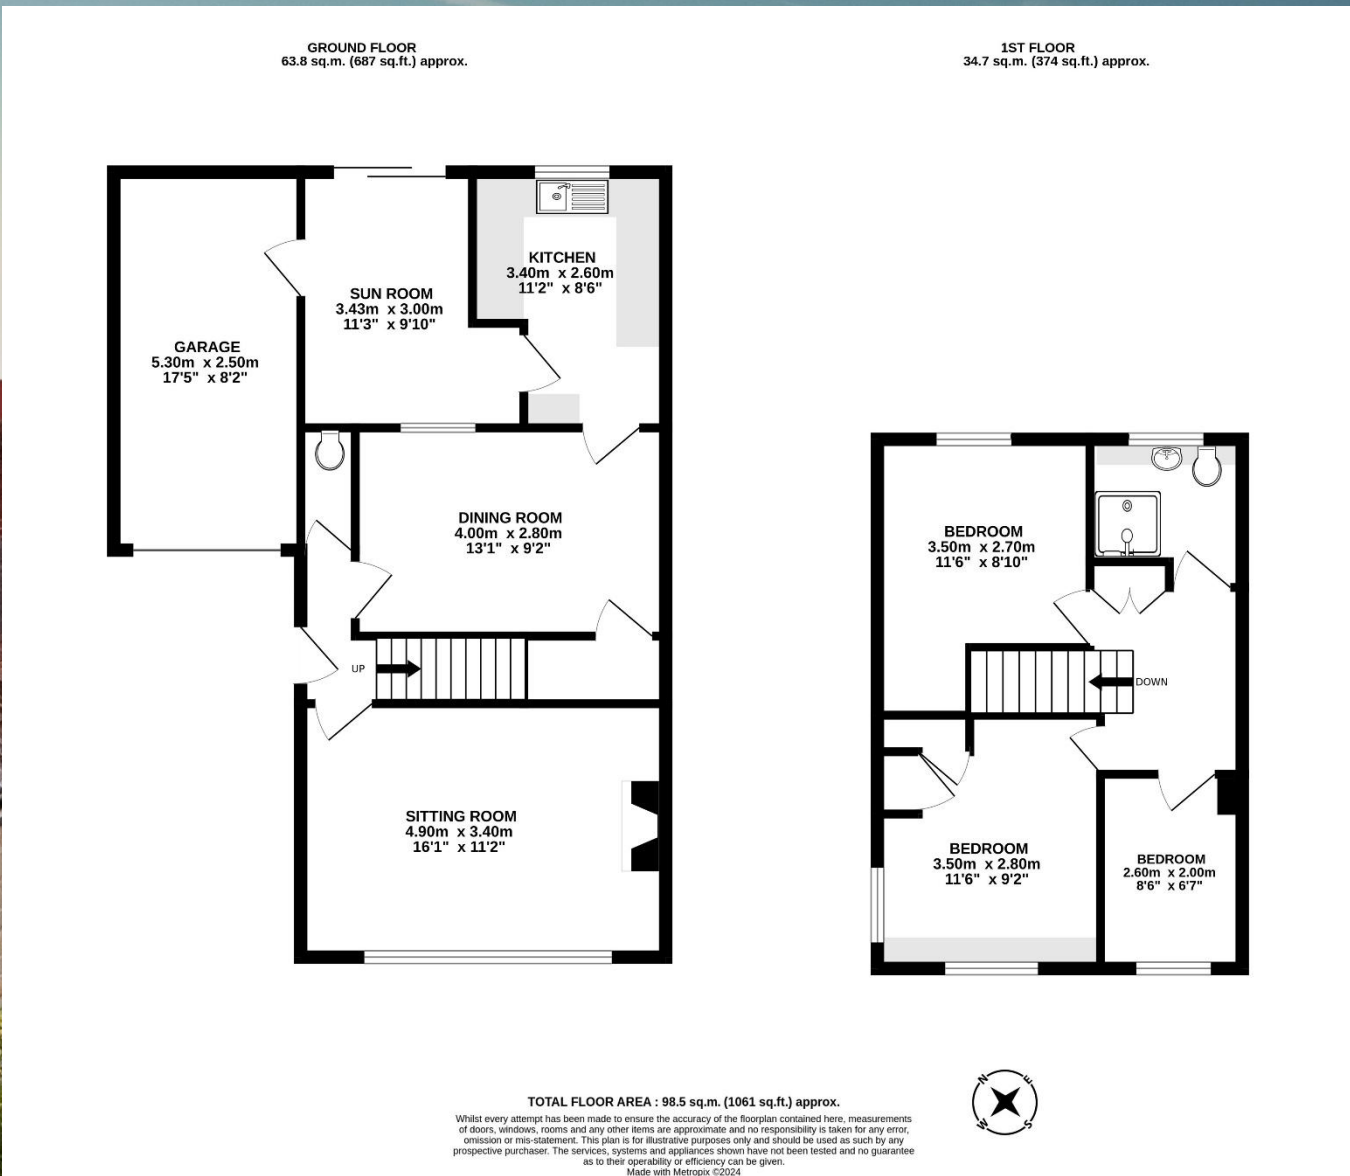 GROUND FLOOR
63.8 sq.m. (687 sq.ft.) approx.
1ST FLOOR
34.7 sq.m. (374 sq.ft.) approx.
KITCHEN
3.40m x 2.60m
11'2" x 8'6"
SUN ROOM
3.43m x 3.00m
11'3" x 9'10"
GARAGE
5.30m x 2.50m
17'5" x 8'2"
DINING ROOM
4.00m x 2.80m
13'1" x 9'2"
BEDROOM
3.50m x 2.70m
11'6" x 8'10"
UP
DOWN
SITTING ROOM
4.90m x 3.40m
16'1" x 11'2"
BEDROOM
3.50m x 2.80m
11'6" x 9'2"
BEDROOM
2.60m x 2.00m
8'6" x 6'7"
N
E
W
S
TOTAL FLOOR AREA : 98.5 sq.m. (1061 sq.ft.) approx.
Whilst every attempt has been made to ensure the accuracy of the floorplan contained here, measurements
of doors, windows, rooms and any other items are approximate and no responsibility is taken for any error,
omission or mis-statement. This plan is for illustrative purposes only and should be used as such by any
prospective purchaser. The services, systems and appliances shown have not been tested and no guarantee
as to their operability or efficiency can be given.
Made with Metropix ©2024